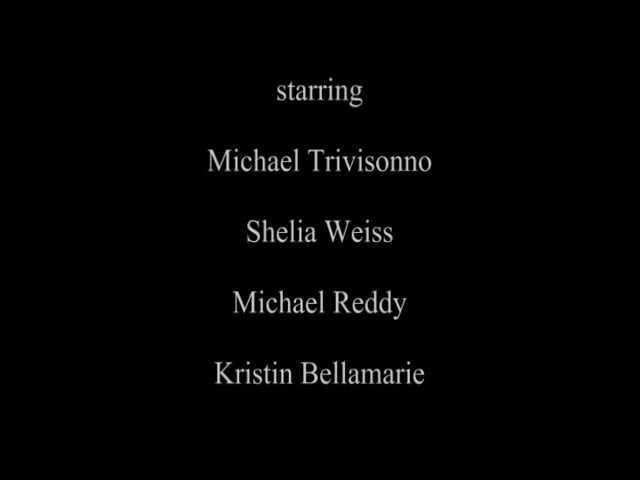 starring
Michael Trivisonno
Shelia Weiss
Michael Reddy
Kristin Bellamarie